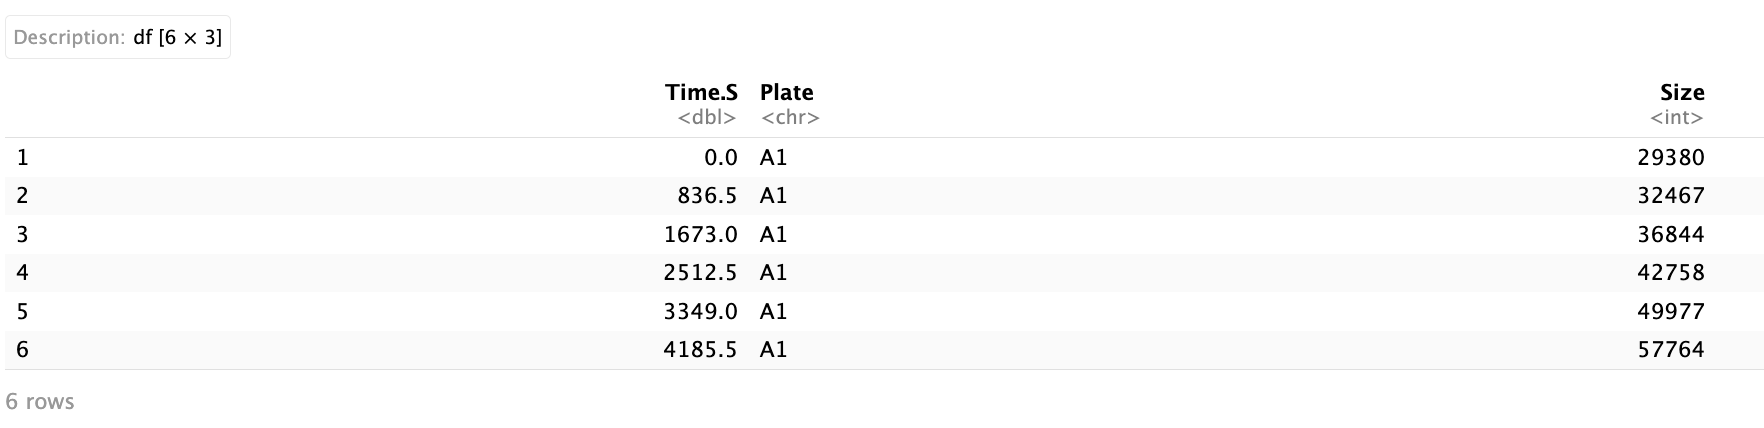 Description: df [6 × 3]
Time.S Plate Size
<dbl> <chr> <int>
1 0.0 A1 29380
2 836.5 A1 32467
3 1673.0 A1 36844
4 2512.5 A1 42758
5 3349.0 A1 49977
6 4185.5 A1 57764
6 rows